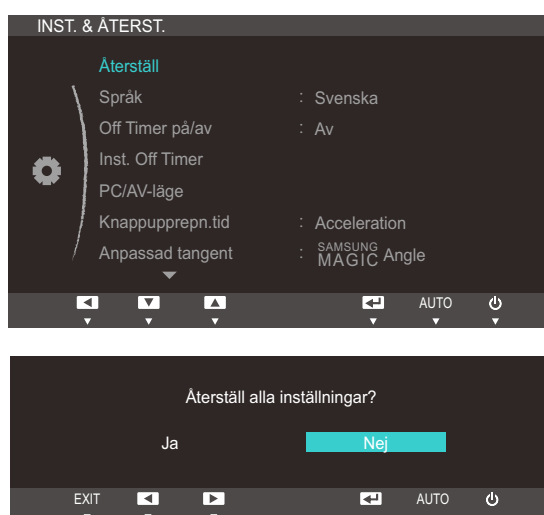 INST. & ÅTERST.
Återställ
Språk : Svenska
Off Timer på/av : Av
Inst. Off Timer
PC/AV-läge
Knappupprepn.tid : Acceleration
Anpassad tangent : SAMSUNG MAGIC Angle
AUTO
Återställ alla inställningar?
Ja Nej
EXIT AUTO